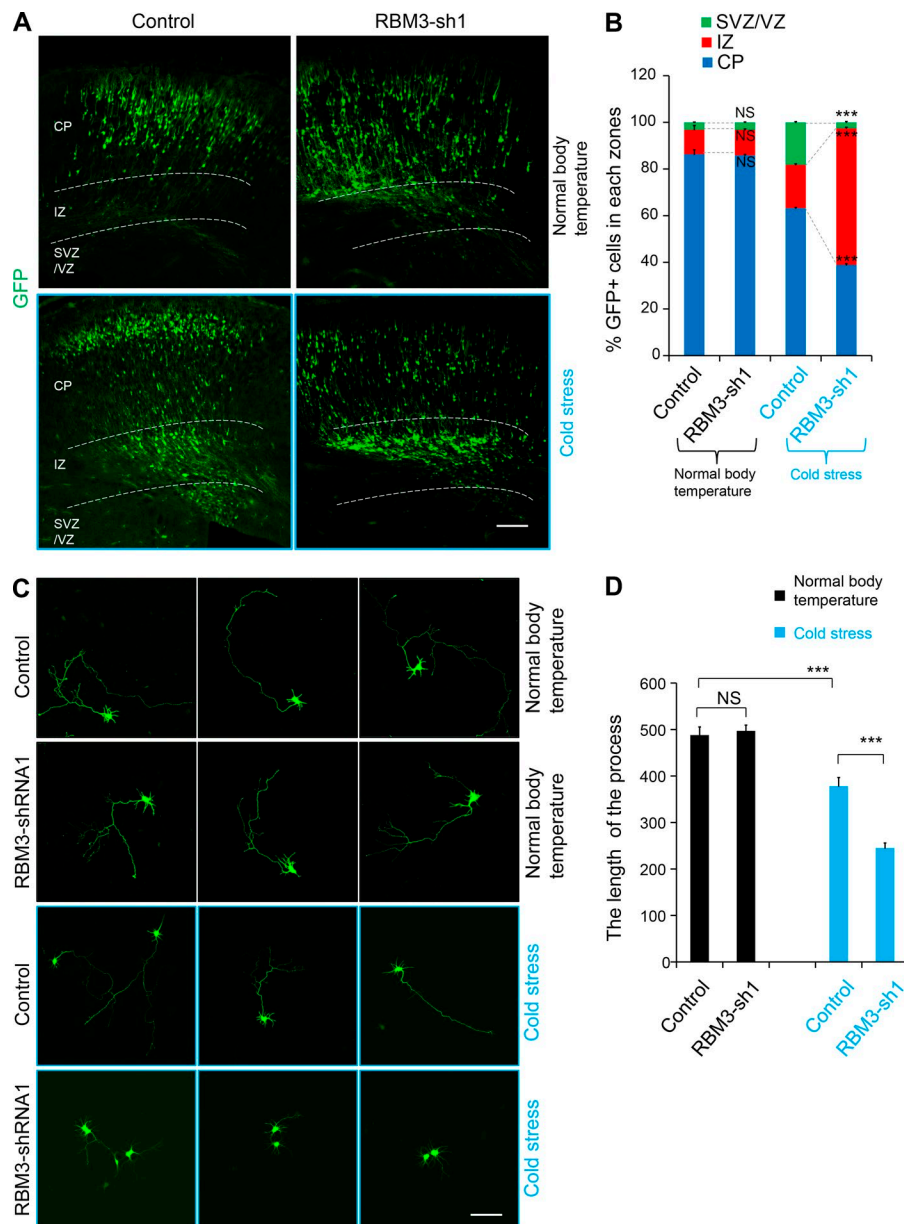 A
Control
RBM3-sh1
GFP
CP
IZ
SVZ
/VZ
Normal body
temperature
CP
IZ
SVZ
/VZ
Cold stress
B
SVZ/VZ
IZ
CP
% GFP+ cells in each zones
120
100
80
60
40
20
0
NS
NS
NS
***
***
***
Control
RBM3-sh1
Control
RBM3-sh1
Normal body
temperature
Cold stress
C
Control
Normal body
temperature
RBM3-shRNA1
Normal body
temperature
Control
Cold stress
RBM3-shRNA1
Cold stress
D
Normal body
temperature
Cold stress
The length of the process
600
500
400
300
200
100
0
NS
***
***
Control
RBM3-sh1
Control
RBM3-sh1